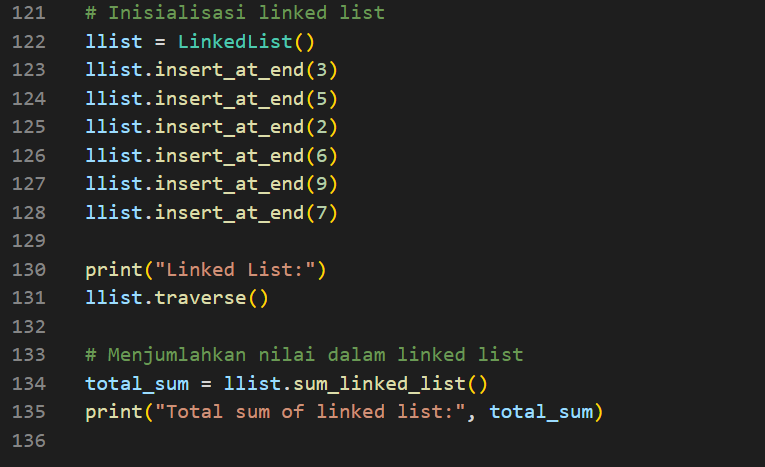 121 # Inisialisasi linked list
122 llist = LinkedList()
123 llist.insert_at_end(3)
124 llist.insert_at_end(5)
125 llist.insert_at_end(2)
126 llist.insert_at_end(6)
127 llist.insert_at_end(9)
128 llist.insert_at_end(7)
129
130 print("Linked List:")
131 llist.traverse()
132
133 # Menjumlahkan nilai dalam linked list
134 total_sum = llist.sum_linked_list()
135 print("Total sum of linked list:", total_sum)
136